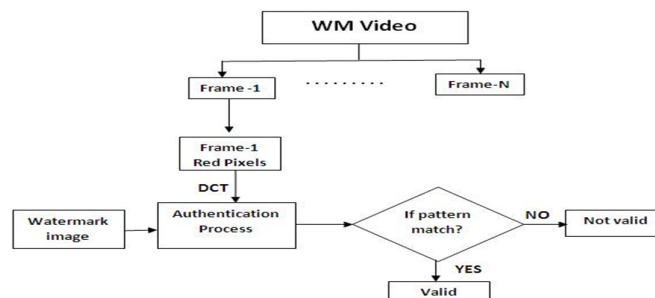 WM Video
Frame -1
. . . . . . . . .
Frame-N
Frame-1
Red Pixels
DCT
Watermark
image
Authentication
Process
If pattern
match?
NO
Not valid
YES
Valid